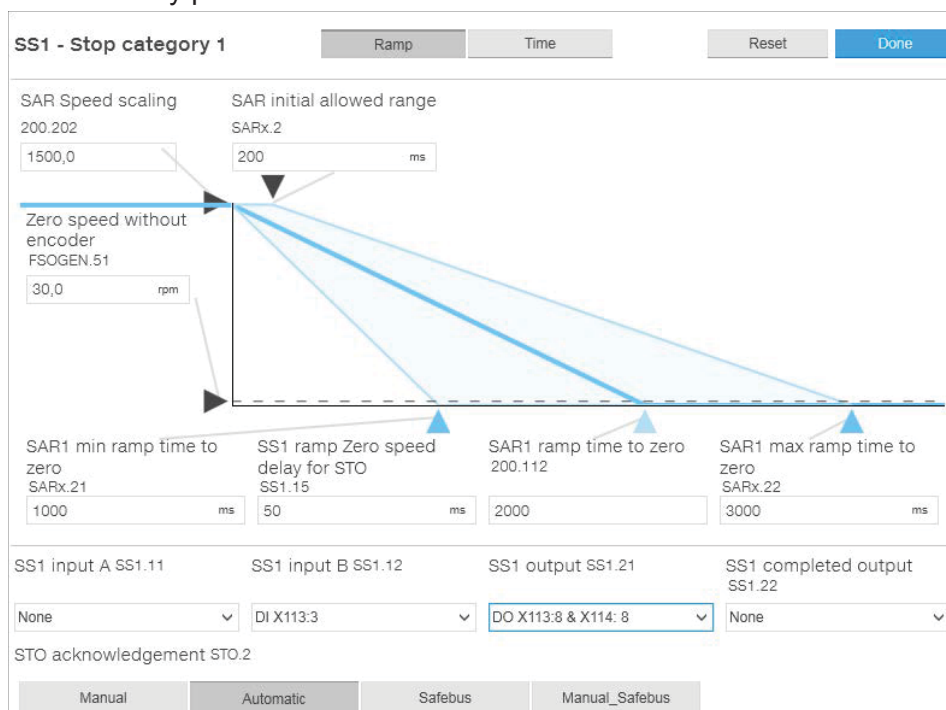 SS1 - Stop category 1 Ramp Time Reset Done
SAR Speed scaling
200.202
1500,0
SAR initial allowed range
SARx.2
200 ms
Zero speed without
encoder
FSOGEN.51
30,0 rpm
SAR1 min ramp time to
zero
SARx.21
1000 ms
SS1 ramp Zero speed
delay for STO
SS1.15
50 ms
SAR1 ramp time to zero
200.112
2000
SAR1 max ramp time to
zero
SARx.22
3000 ms
SS1 input A SS1.11
None
SS1 input B SS1.12
DI X113:3
SS1 output SS1.21
DO X113:8 & X114: 8
SS1 completed output
SS1.22
None
STO acknowledgement STO.2
Manual Automatic Safebus Manual_Safebus